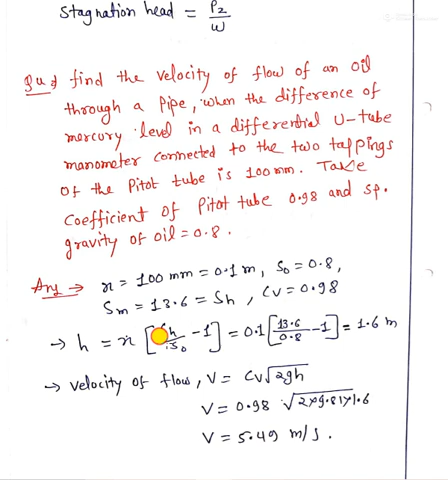 Stagnation head = P2/w
Que find the velocity of flow of an oil
through a Pipe, when the difference of
mercury level in a differential U-tube
manometer connected to the two tappings
of the Pitot tube is 100 mm. Take
Coefficient of Pitot tube 0.98 and sp.
gravity of oil = 0.8.
Ans → x = 100 mm = 0.1 m, So = 0.8,
Sm = 13.6 = Sh, Cv = 0.98
→ h = x [Sh/So - 1] = 0.1 [13.6/0.8 - 1] = 1.6 m
→ velocity of flow, V = Cv√2gh
V = 0.98 √2×9.81×1.6
V = 5.49 m/s.